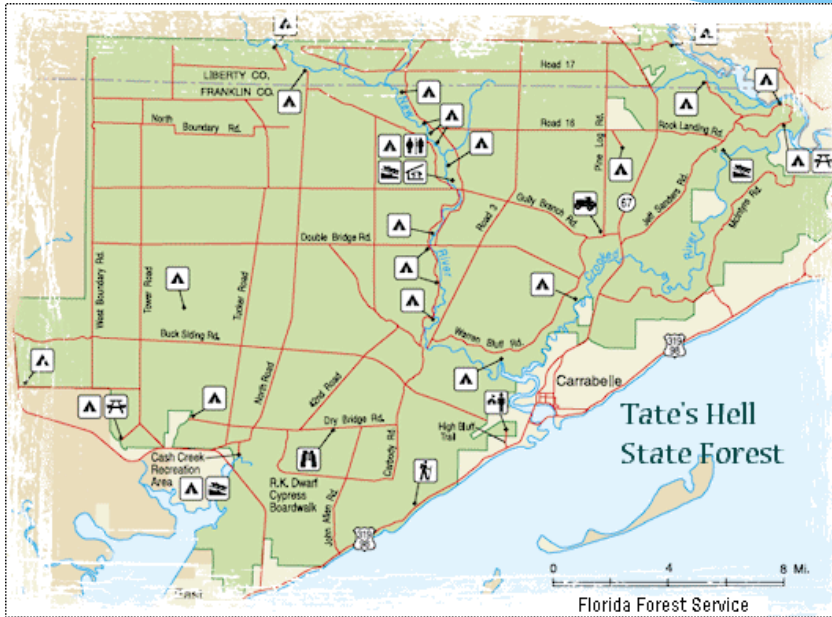 LIBERTY CO.
FRANKLIN CO.
Road 17
North
Boundary Rd.
New
Road 16
Rock Landing Rd.
Pine Log Rd.
67
Jeff Sanders Rd.
McIntyre Rd.
Gully Branch Rd.
Road 3
Double Bridge Rd.
River
Crooked
River
West Boundary Rd.
Tower Road
Tucker Road
Buck Siding Rd.
North Road
42nd Road
Warren Bluff Rd.
319
98
Carrabelle
Dry Bridge Rd.
Carbody Rd.
High Bluff
Trail
Cash Creek
Recreation
Area
R.K. Dwarf
Cypress
Boardwalk
John Allen Rd
319
98
Tate's Hell
State Forest
East
0 4 8 Mi.
Florida Forest Service